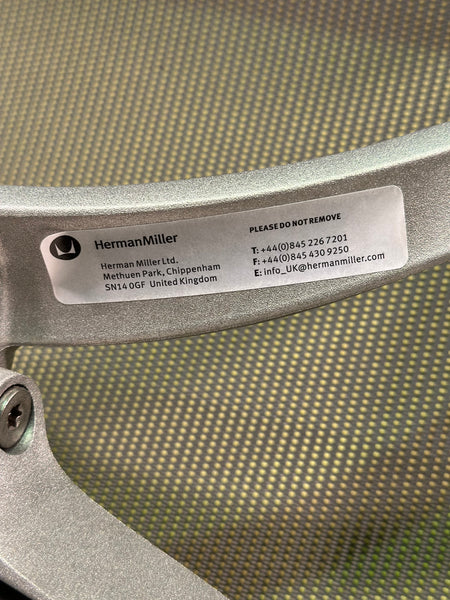 HermanMiller
Herman Miller Ltd.
Methuen Park, Chippenham
SN14 0GF United Kingdom
PLEASE DO NOT REMOVE
T: +44(0)845 226 7201
F: +44(0)845 430 9250
E: info_UK@hermanmiller.com